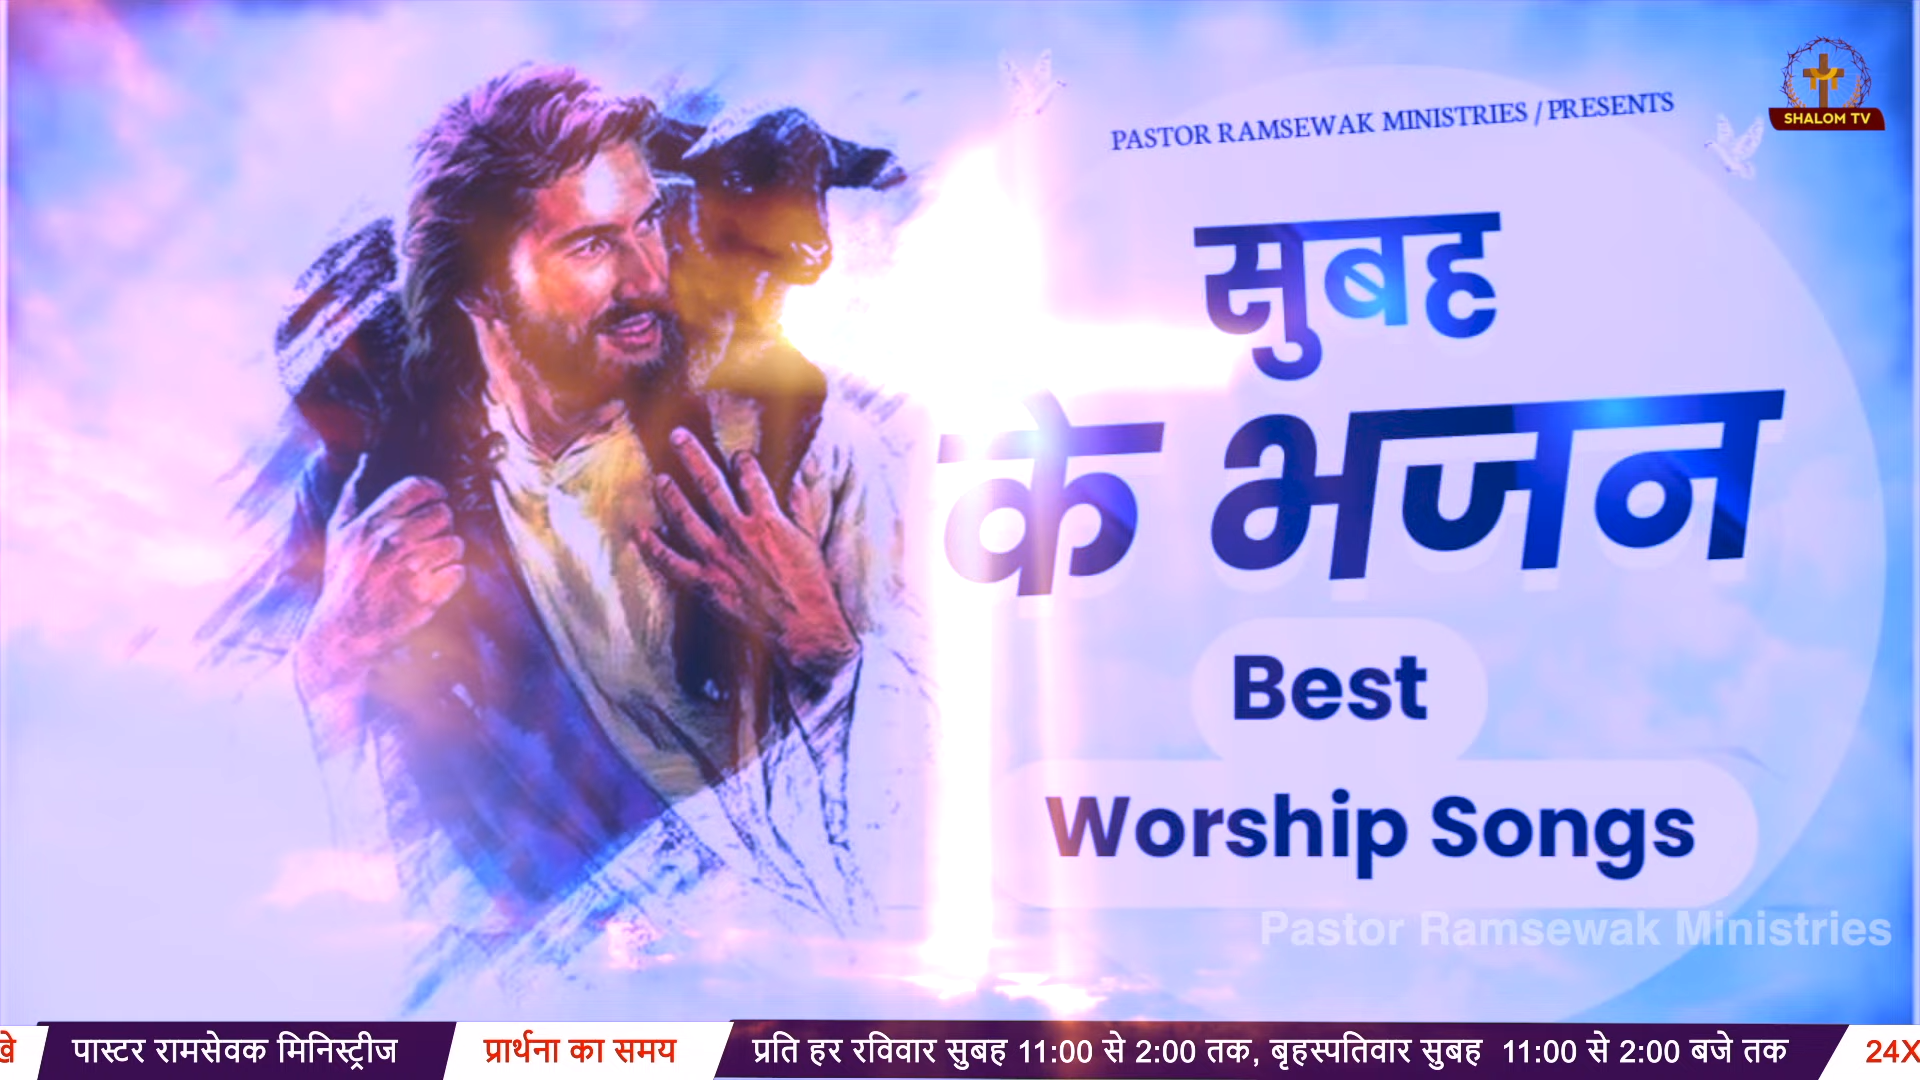 SHALOM TV
PASTOR RAMSEWAK MINISTRIES / PRESENTS
सुबह
के भजन
Best
Worship Songs
Pastor Ramsewak Ministries
पास्टर रामसेवक मिनिस्ट्रीज प्रार्थना का समय प्रति हर रविवार सुबह 11:00 से 2:00 तक, बृहस्पतिवार सुबह 11:00 से 2:00 बजे तक 24X